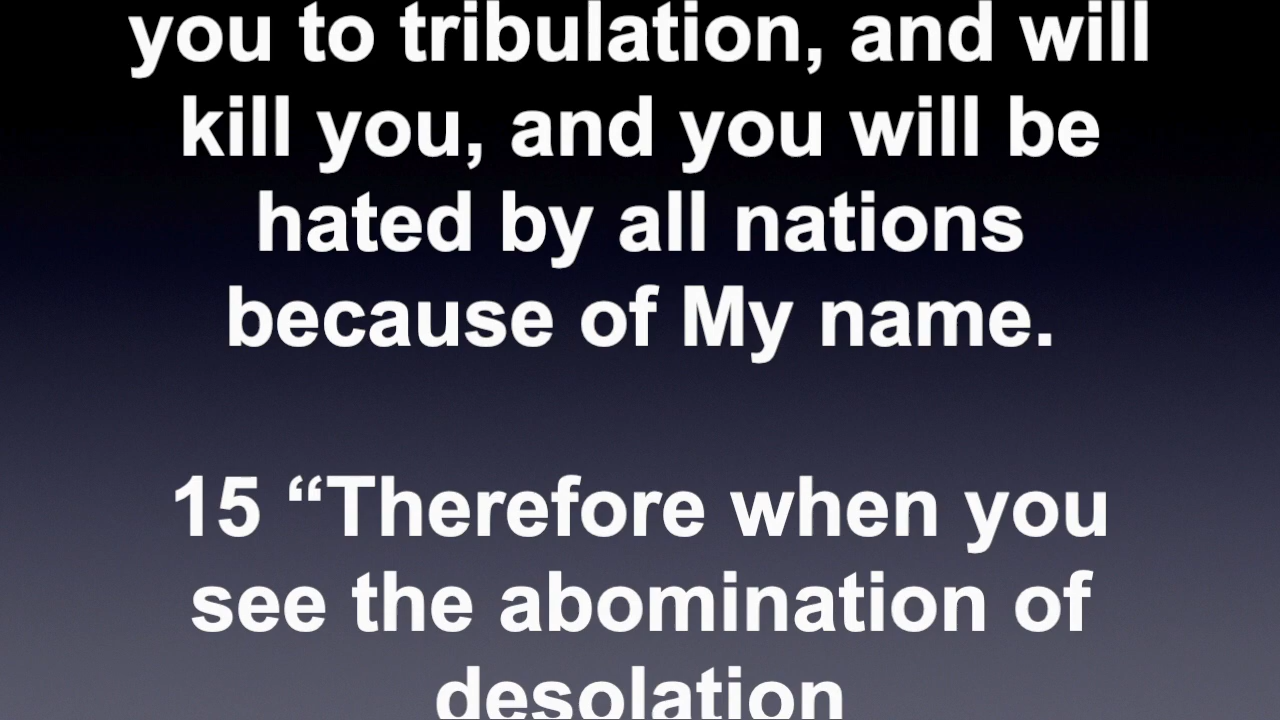 you to tribulation, and will
kill you, and you will be
hated by all nations
because of My name.
15 “Therefore when you
see the abomination of
desolation